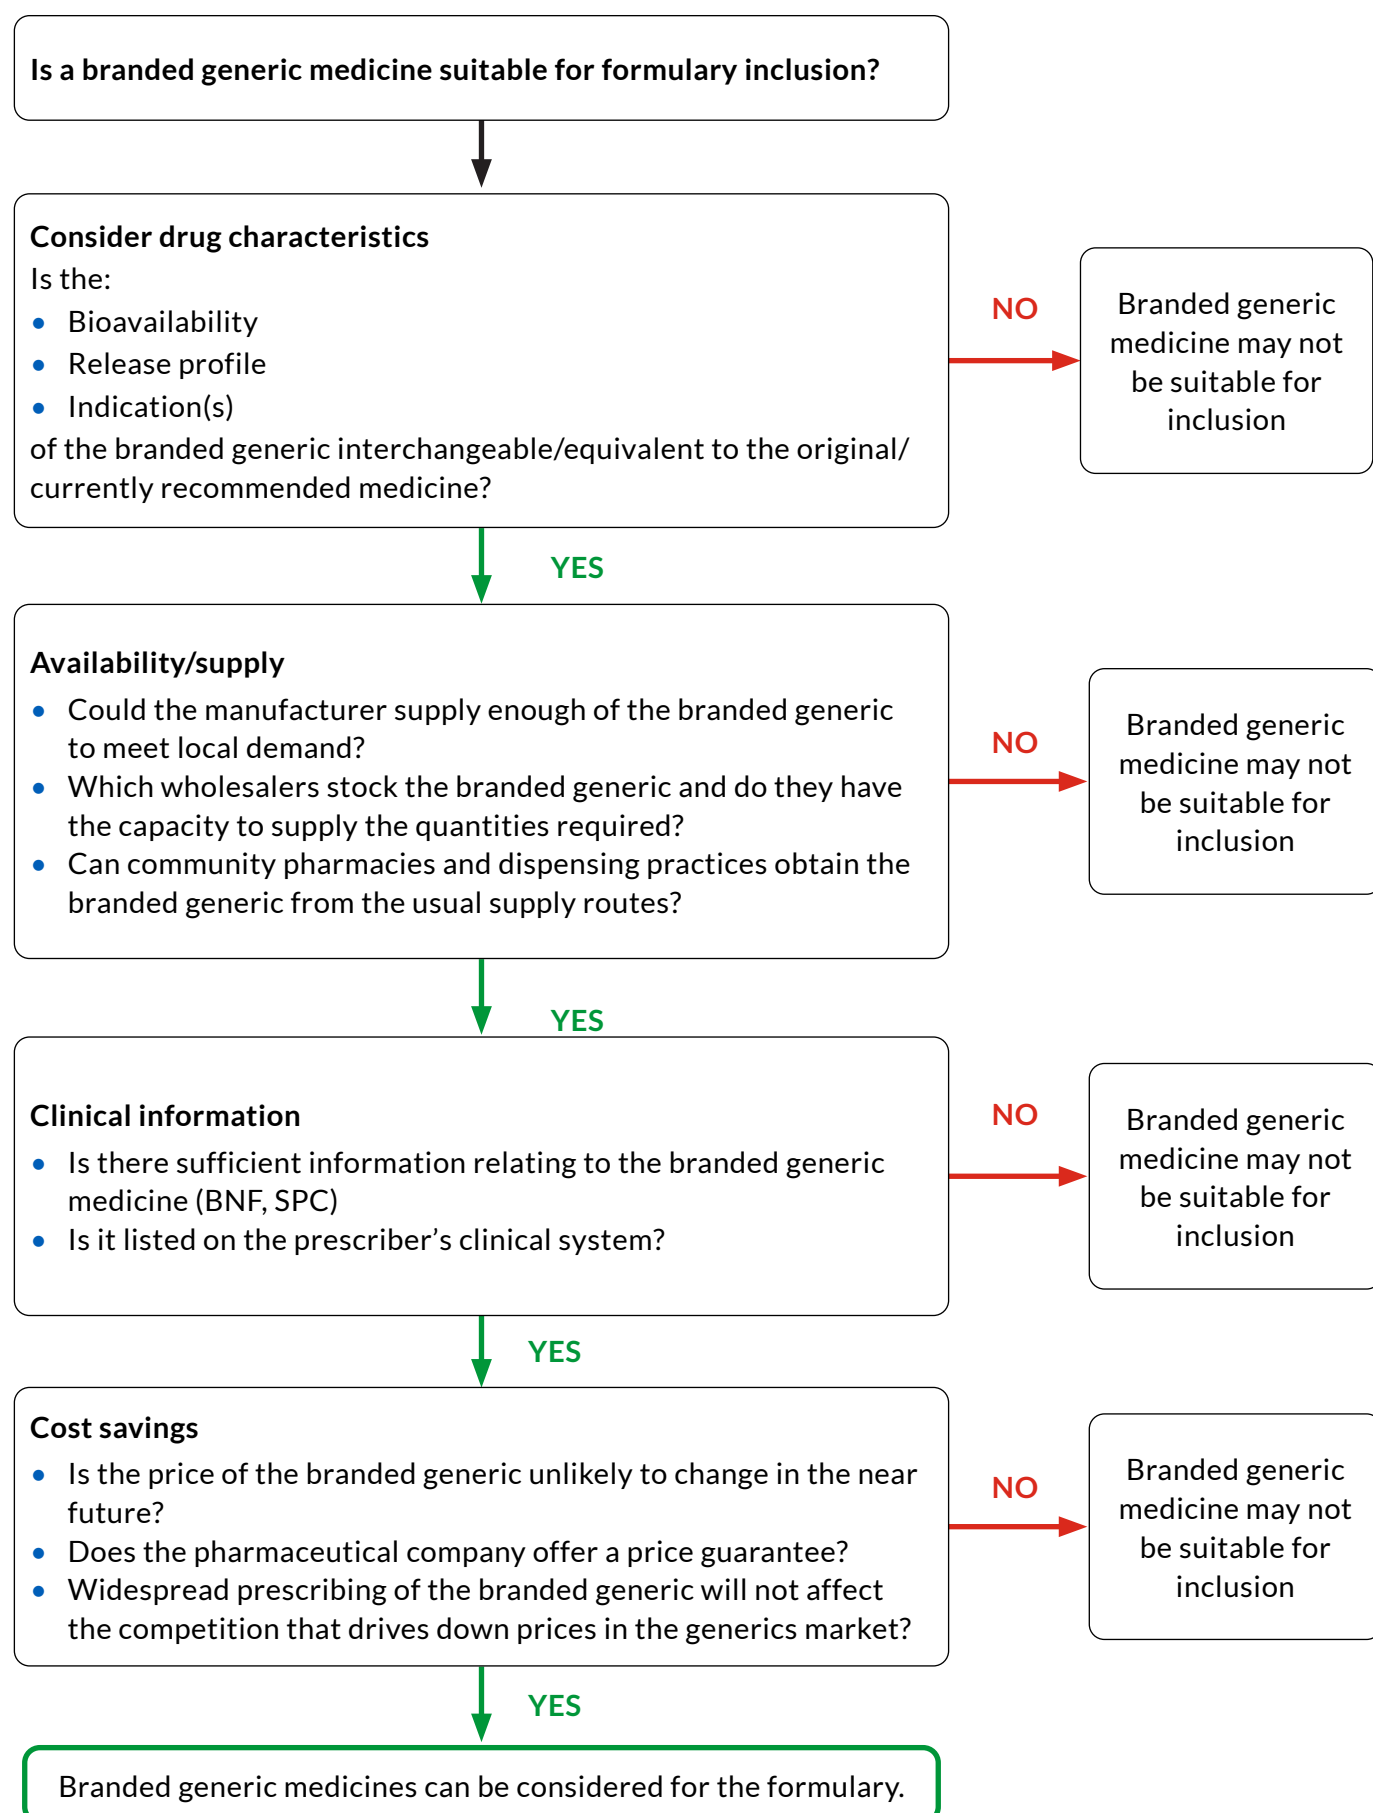 Is a branded generic medicine suitable for formulary inclusion?
Consider drug characteristics
Is the:
• Bioavailability
• Release profile
• Indication(s)
of the branded generic interchangeable/equivalent to the original/
currently recommended medicine?
NO
Branded generic
medicine may not
be suitable for
inclusion
YES
Availability/supply
• Could the manufacturer supply enough of the branded generic
to meet local demand?
• Which wholesalers stock the branded generic and do they have
the capacity to supply the quantities required?
• Can community pharmacies and dispensing practices obtain the
branded generic from the usual supply routes?
NO
Branded generic
medicine may not
be suitable for
inclusion
YES
Clinical information
• Is there sufficient information relating to the branded generic
medicine (BNF, SPC)
• Is it listed on the prescriber’s clinical system?
NO
Branded generic
medicine may not
be suitable for
inclusion
YES
Cost savings
• Is the price of the branded generic unlikely to change in the near
future?
• Does the pharmaceutical company offer a price guarantee?
• Widespread prescribing of the branded generic will not affect
the competition that drives down prices in the generics market?
NO
Branded generic
medicine may not
be suitable for
inclusion
YES
Branded generic medicines can be considered for the formulary.